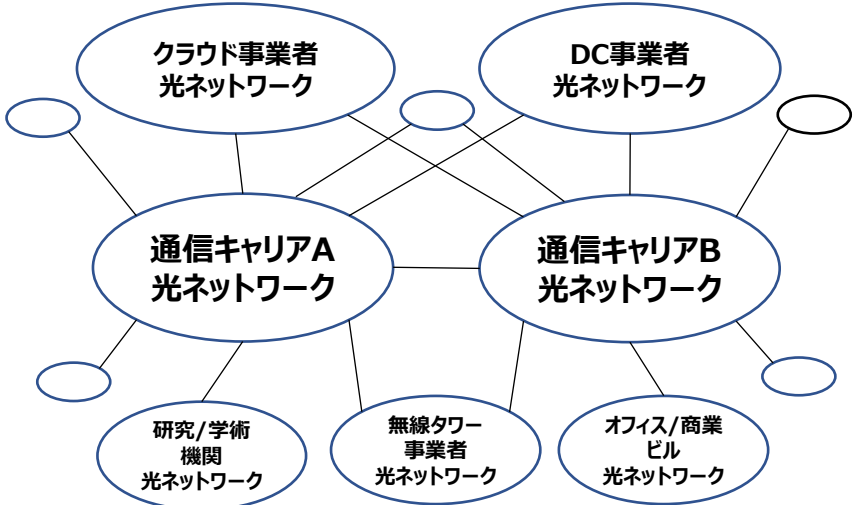 クラウド事業者
光ネットワーク
DC事業者
光ネットワーク
通信キャリアA
光ネットワーク
通信キャリアB
光ネットワーク
研究/学術
機関
光ネットワーク
無線タワー
事業者
光ネットワーク
オフィス/商業
ビル
光ネットワーク